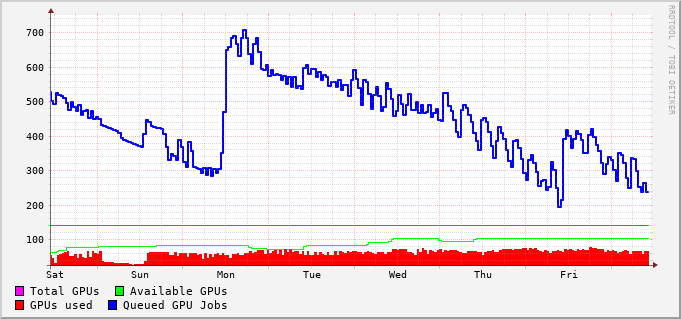 700
600
500
400
300
200
100
Sat Sun Mon Tue Wed Thu Fri
Total GPUs Available GPUs
GPUs used Queued GPU Jobs
RRDTOOL / TOBI OETIKER